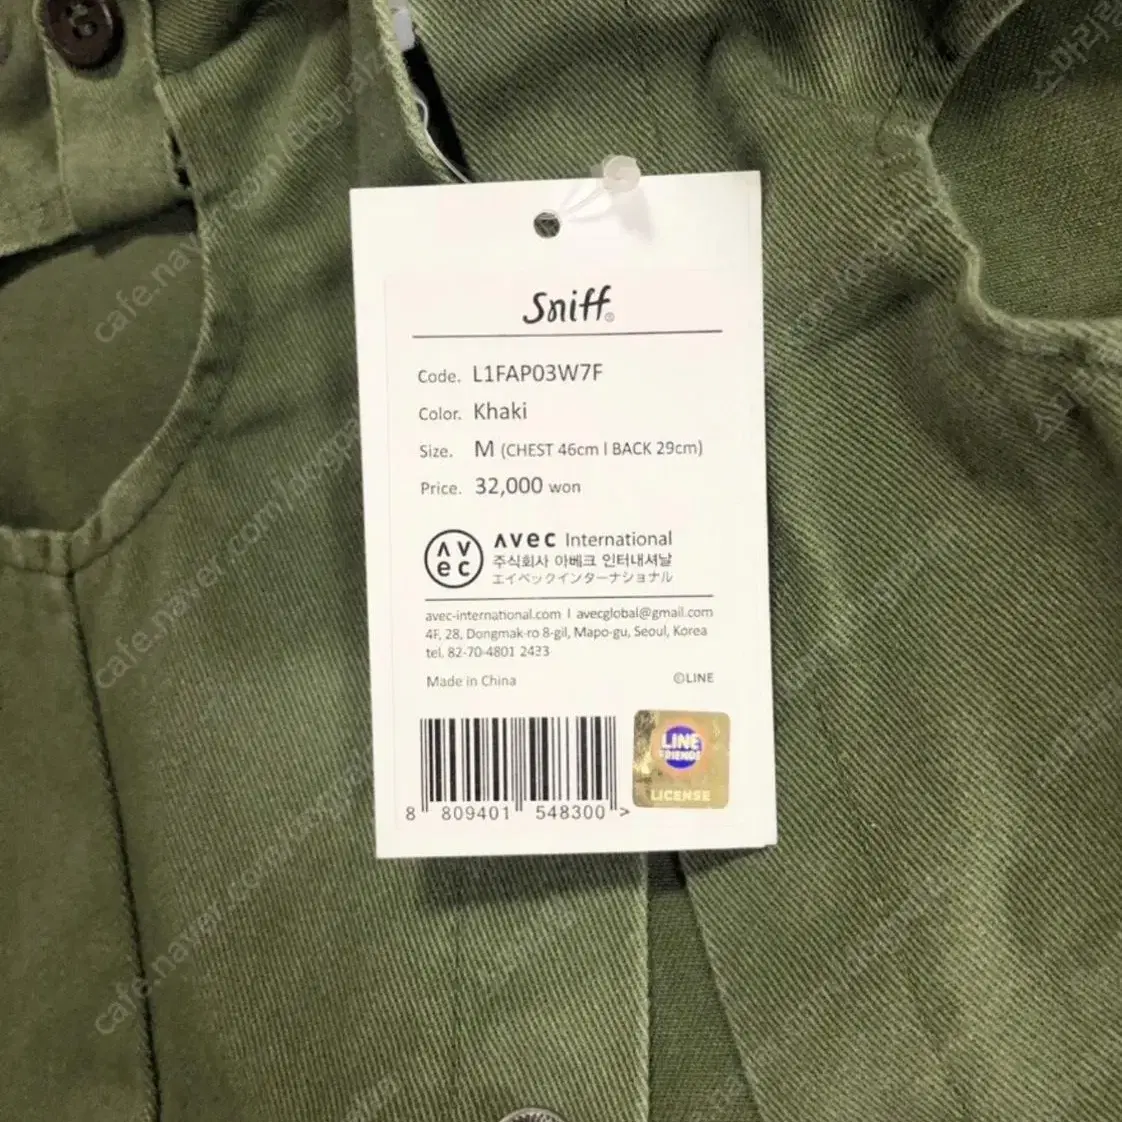 Sniff®
Code. L1FAP03W7F
Color. Khaki
Size. M (CHEST 46cm l BACK 29cm)
Price. 32,000 won
AV
ec
Avec International
주식회사 아베크 인터내셔날
エイベックインターナショナル
avec-international.com l avecglobal@gmail.com
4F, 28, Dongmak-ro 8-gil, Mapo-gu, Seoul, Korea
tel. 82-70-4801 2433
Made in China
©LINE
LINE
FRIENDS
LICENSE
8 809401 548300 >